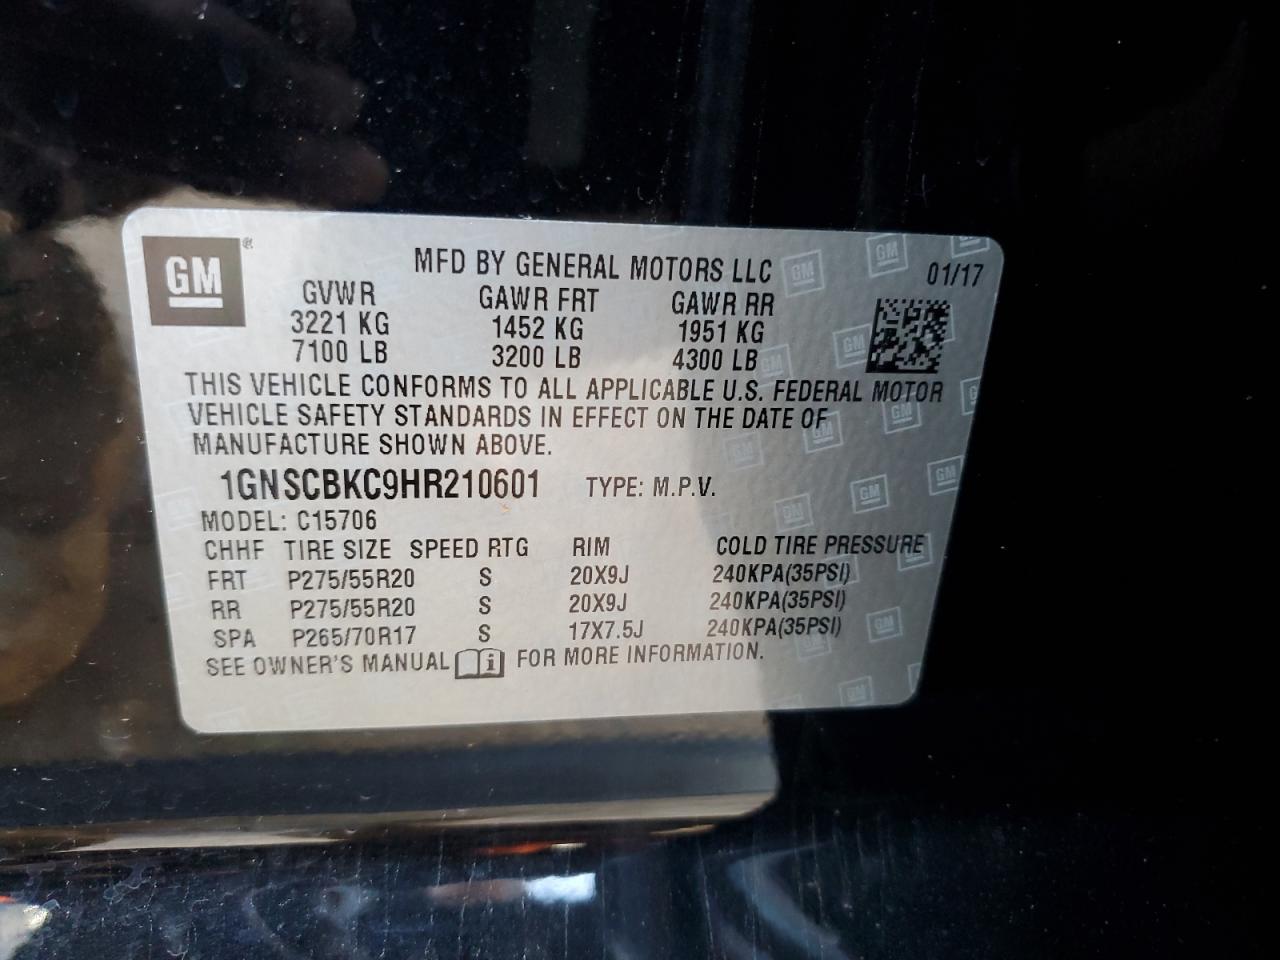 GM®
MFD BY GENERAL MOTORS LLC
01/17
GVWR GAWR FRT GAWR RR
3221 KG 1452 KG 1951 KG
7100 LB 3200 LB 4300 LB
THIS VEHICLE CONFORMS TO ALL APPLICABLE U.S. FEDERAL MOTOR
VEHICLE SAFETY STANDARDS IN EFFECT ON THE DATE OF
MANUFACTURE SHOWN ABOVE.
1GNSCBKC9HR210601 TYPE: M.P.V.
MODEL: C15706
CHHF TIRE SIZE SPEED RTG RIM COLD TIRE PRESSURE
FRT P275/55R20 S 20X9J 240KPA(35PSI)
RR P275/55R20 S 20X9J 240KPA(35PSI)
SPA P265/70R17 S 17X7.5J 240KPA(35PSI)
SEE OWNER'S MANUAL FOR MORE INFORMATION.